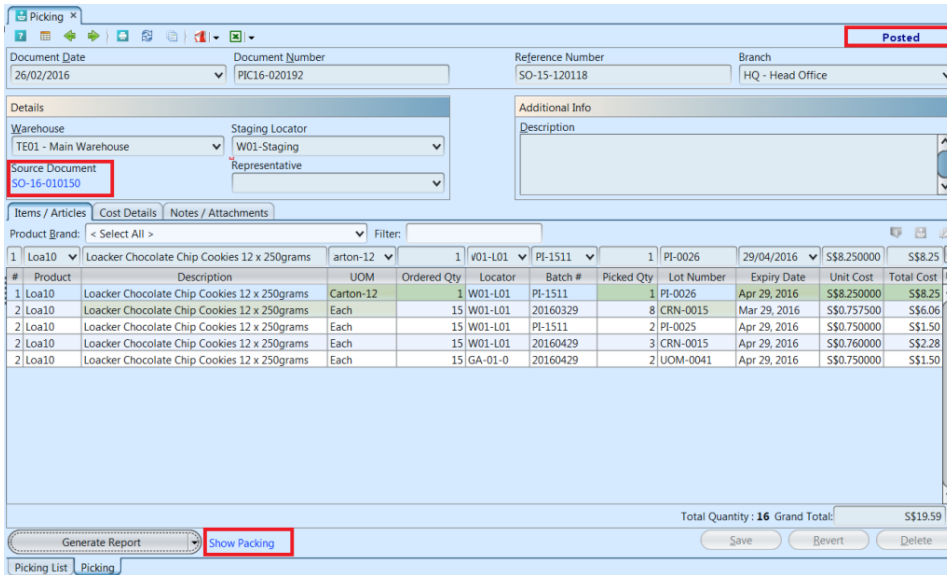 Picking ×
Posted
Document Date Document Number Reference Number Branch
26/02/2016 PIC16-020192 SO-15-120118 HQ - Head Office
Details Additional Info
Warehouse Staging Locator Description
TE01 - Main Warehouse W01-Staging
Source Document Representative
SO-16-010150
Items / Articles Cost Details Notes / Attachments
Product Brand: < Select All > Filter:
1 Loa10 Loacker Chocolate Chip Cookies 12 x 250grams arton-12 1 V01-L01 PI-1511 1 PI-0026 29/04/2016 S$8.250000 S$8.25
# Product Description UOM Ordered Qty Locator Batch # Picked Qty Lot Number Expiry Date Unit Cost Total Cost
1 Loa10 Loacker Chocolate Chip Cookies 12 x 250grams Carton-12 1 W01-L01 PI-1511 1 PI-0026 Apr 29, 2016 S$8.250000 S$8.25
2 Loa10 Loacker Chocolate Chip Cookies 12 x 250grams Each 15 W01-L01 20160329 8 CRN-0015 Mar 29, 2016 S$0.757500 S$6.06
2 Loa10 Loacker Chocolate Chip Cookies 12 x 250grams Each 15 W01-L01 PI-1511 2 PI-0025 Apr 29, 2016 S$0.750000 S$1.50
2 Loa10 Loacker Chocolate Chip Cookies 12 x 250grams Each 15 W01-L01 20160429 3 CRN-0015 Apr 29, 2016 S$0.760000 S$2.28
2 Loa10 Loacker Chocolate Chip Cookies 12 x 250grams Each 15 GA-01-0 20160429 2 UOM-0041 Apr 29, 2016 S$0.750000 S$1.50
Total Quantity : 16 Grand Total: S$19.59
Generate Report Show Packing Save Revert Delete
Picking List Picking